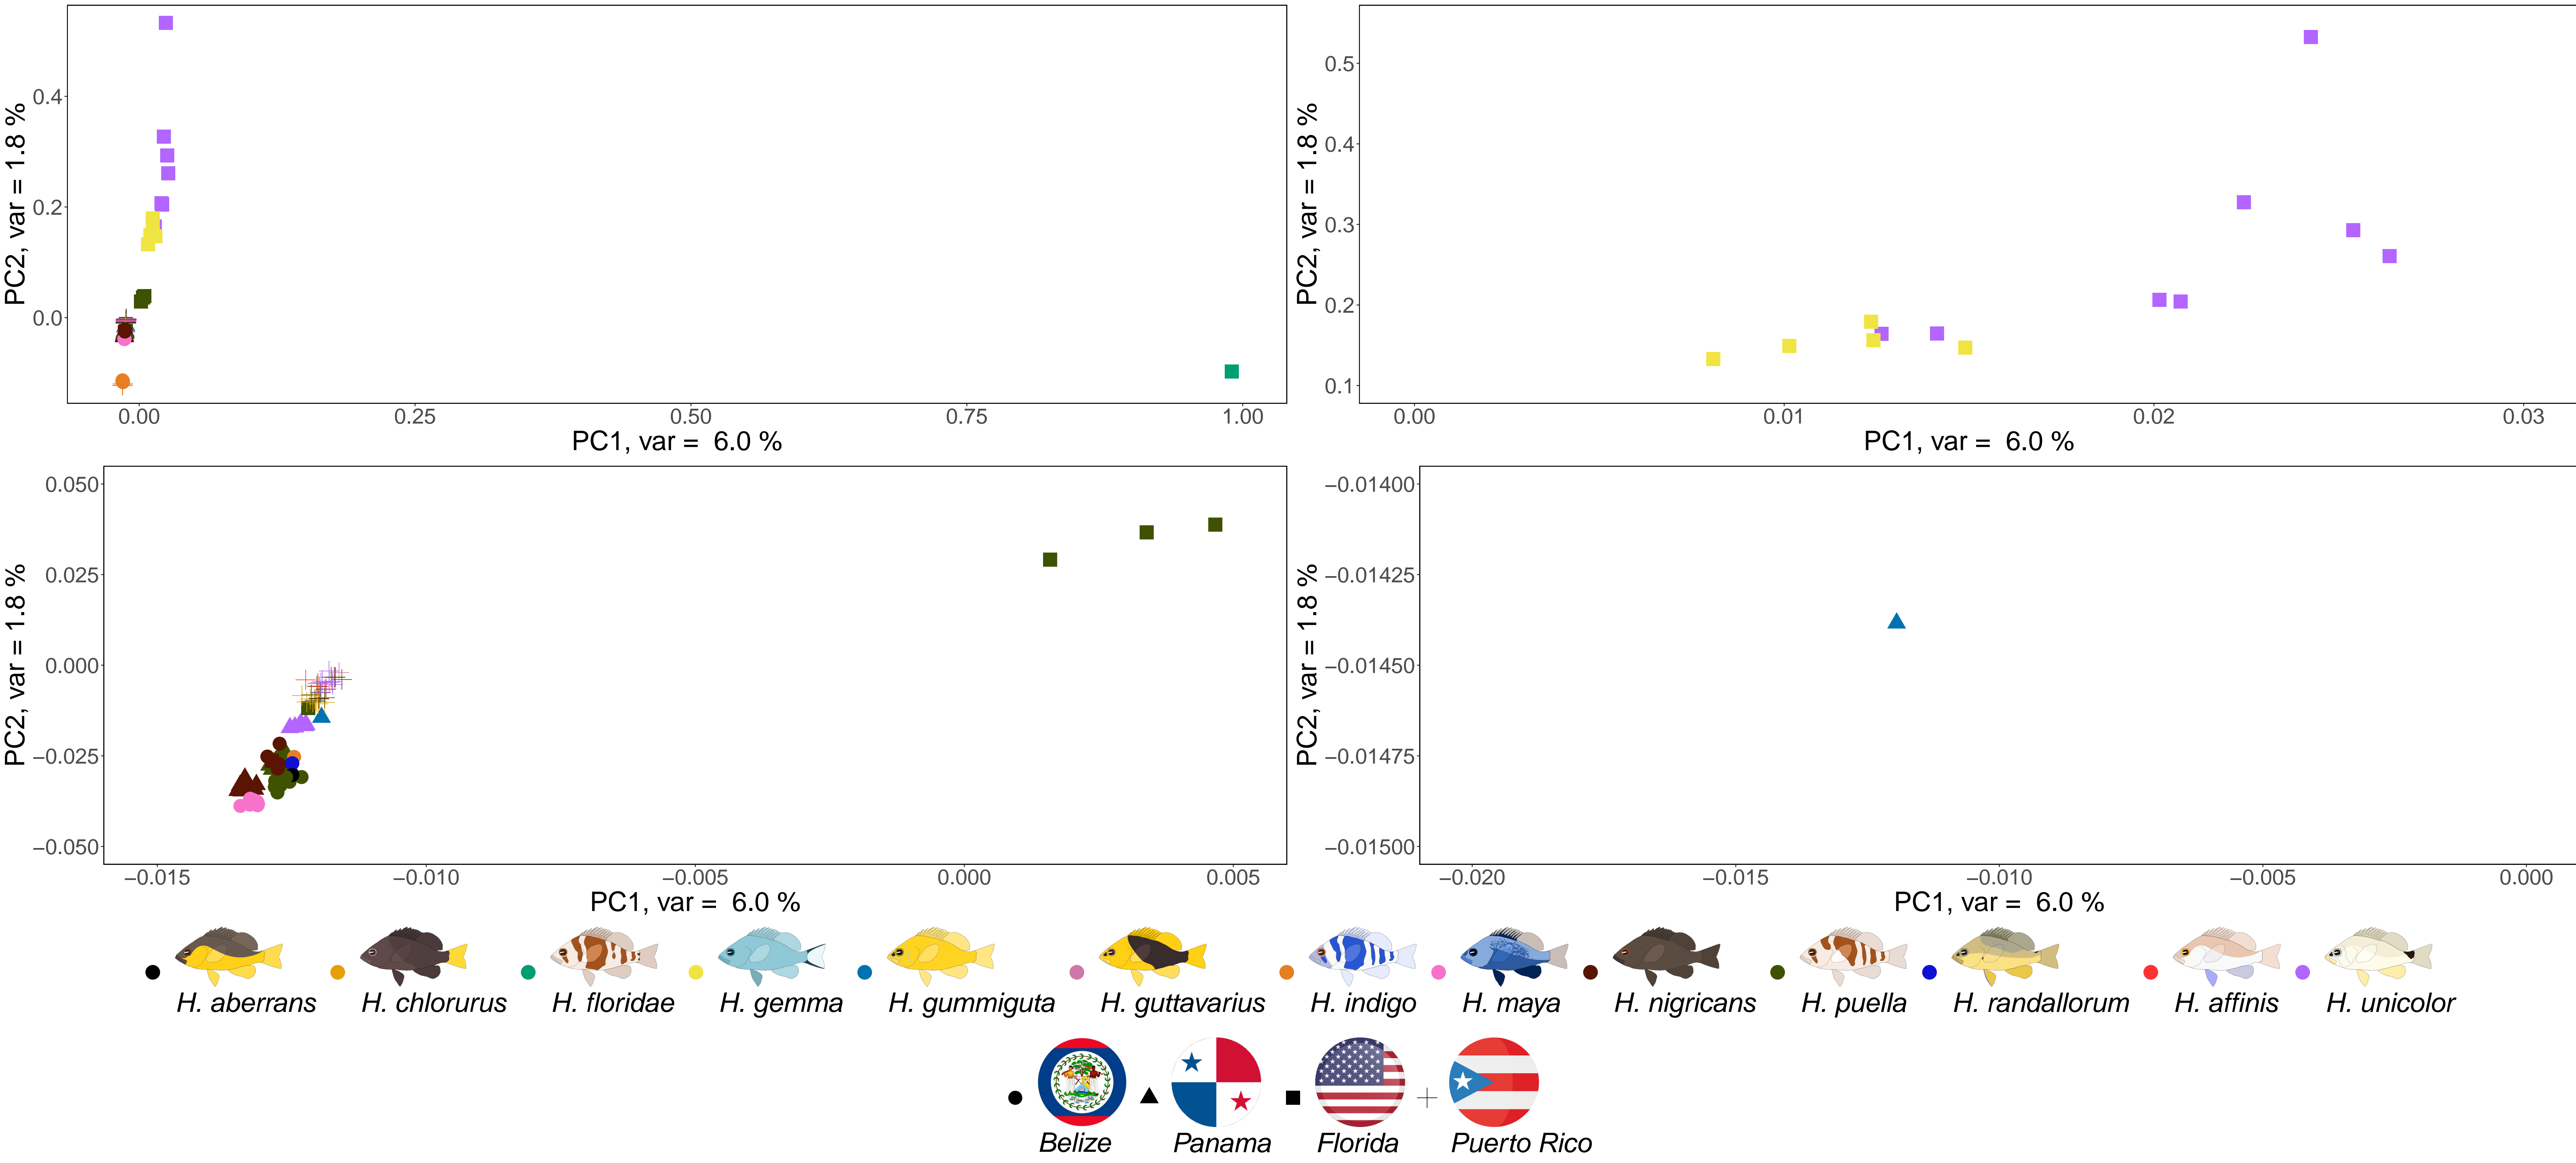 PC2, var = 1.8 %
0.4
0.2
0.0
0.00 0.25 0.50 0.75 1.00
PC1, var = 6.0 %
PC2, var = 1.8 %
0.5
0.4
0.3
0.2
0.1
0.00 0.01 0.02 0.03
PC1, var = 6.0 %
PC2, var = 1.8 %
0.050
0.025
0.000
−0.025
−0.050
−0.015 −0.010 −0.005 0.000 0.005
PC1, var = 6.0 %
PC2, var = 1.8 %
−0.01400
−0.01425
−0.01450
−0.01475
−0.01500
−0.020 −0.015 −0.010 −0.005 0.000
PC1, var = 6.0 %
H. aberrans H. chlorurus H. floridae H. gemma H. gummiguta H. guttavarius H. indigo H. maya H. nigricans H. puella H. randallorum H. affinis H. unicolor
Belize Panama Florida Puerto Rico